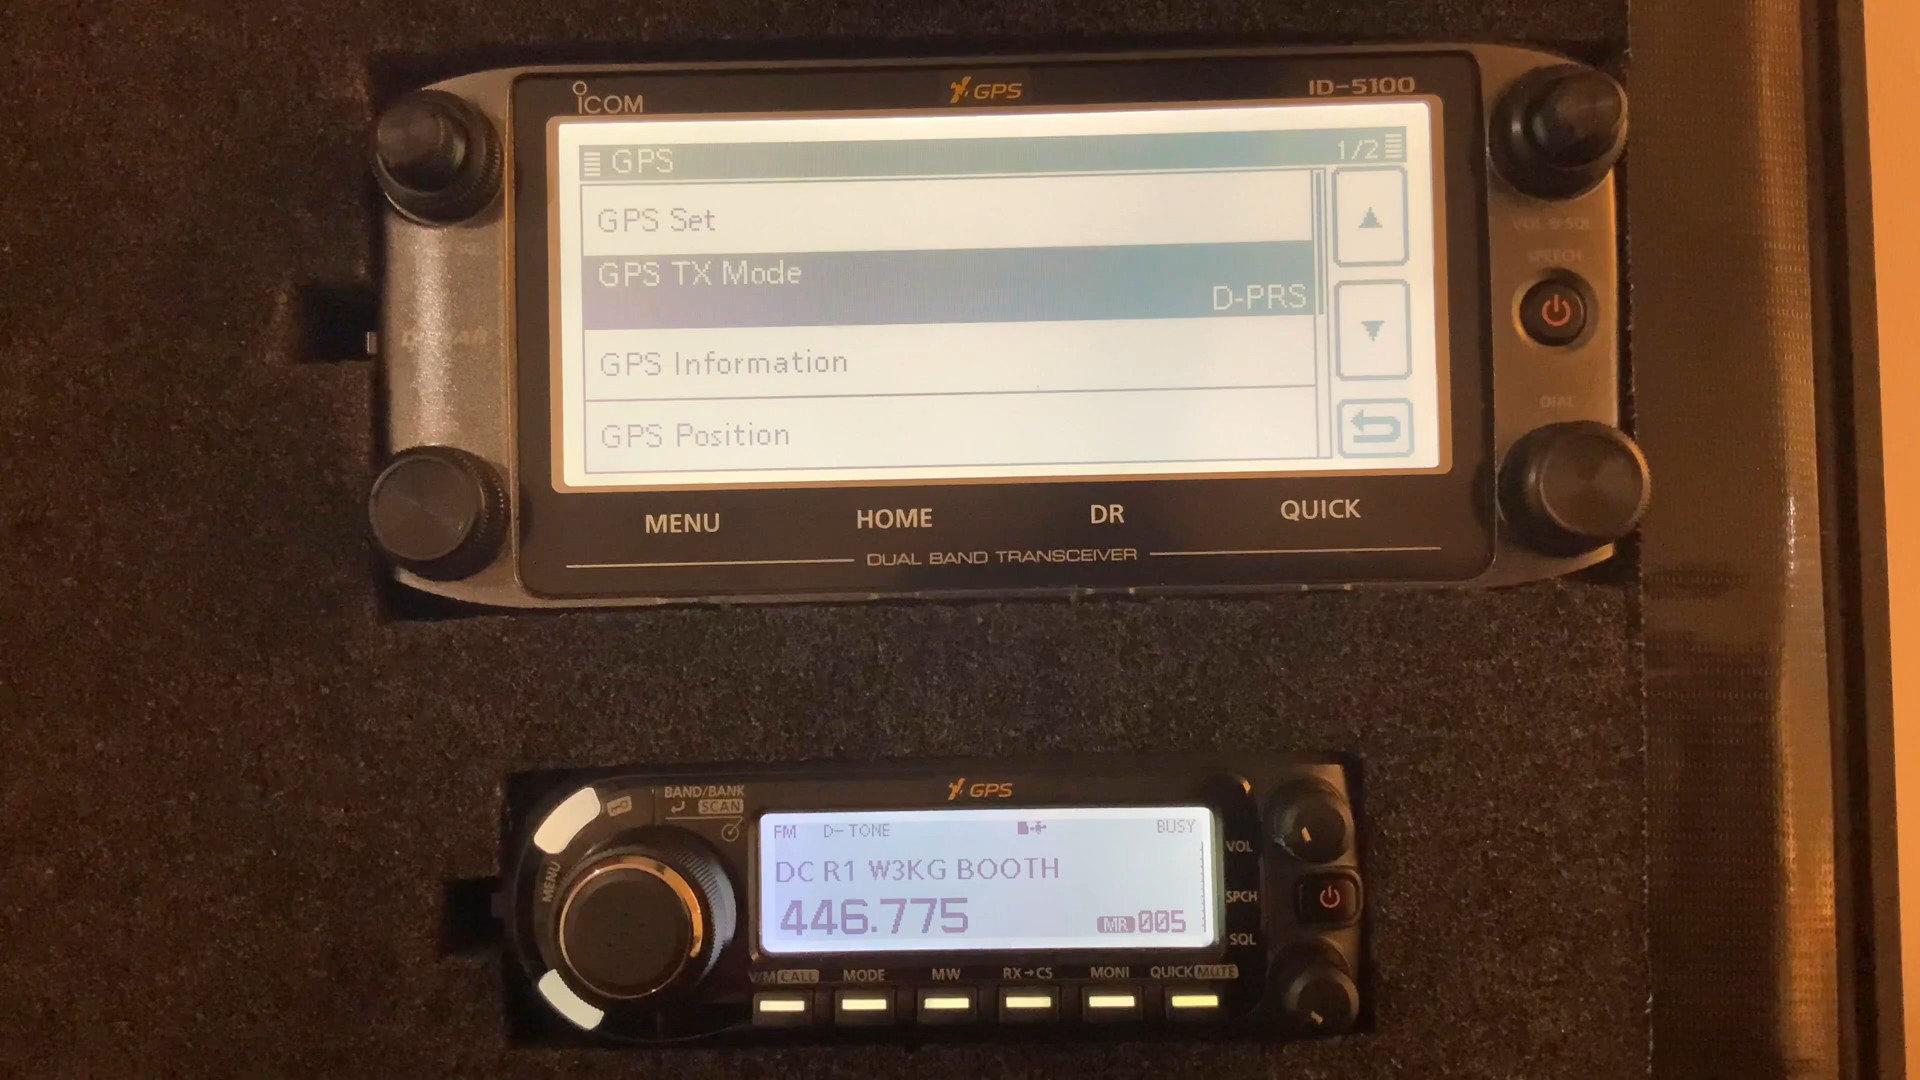 ICOM
GPS
ID-5100
GPS
1/2
GPS Set
GPS TX Mode
D-PRS
GPS Information
GPS Position
VOL SQL
SPEECH
DIAL
MENU HOME DR QUICK
DUAL BAND TRANSCEIVER
BAND/BANK
SCAN
GPS
MENU
FM D-TONE BUSY
DC R1 W3KG BOOTH
446.775 MR 005
VOL
SPCH
SQL
V/M CALL MODE MW RX→CS MONI QUICK MUTE